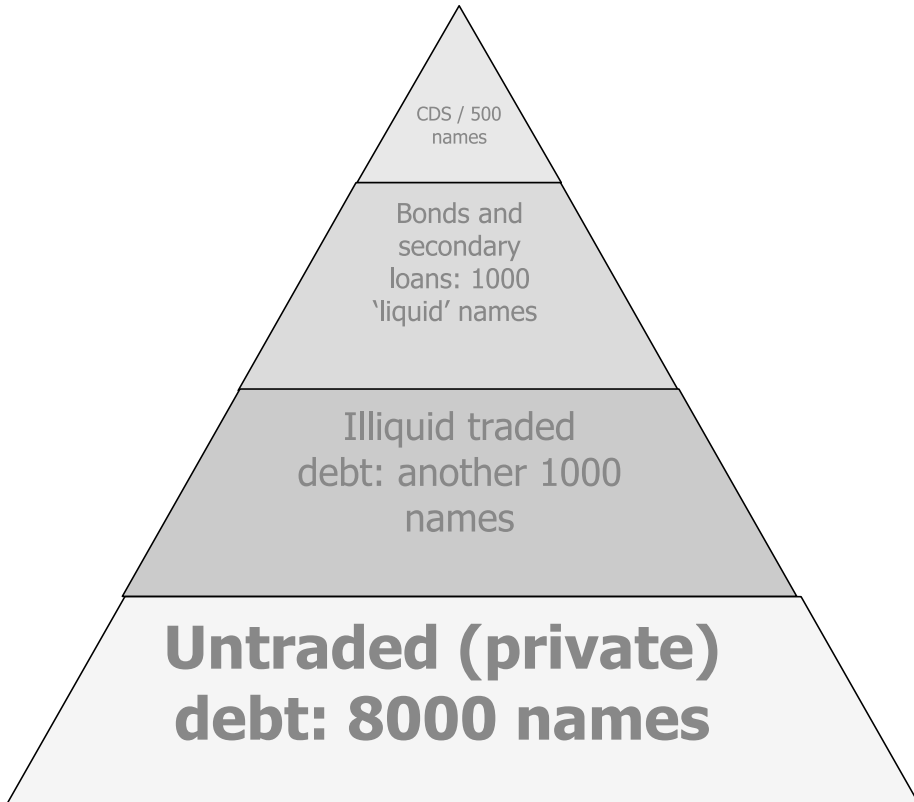 CDS / 500
names
Bonds and
secondary
loans: 1000
‘liquid’ names
Illiquid traded
debt: another 1000
names
Untraded (private)
debt: 8000 names